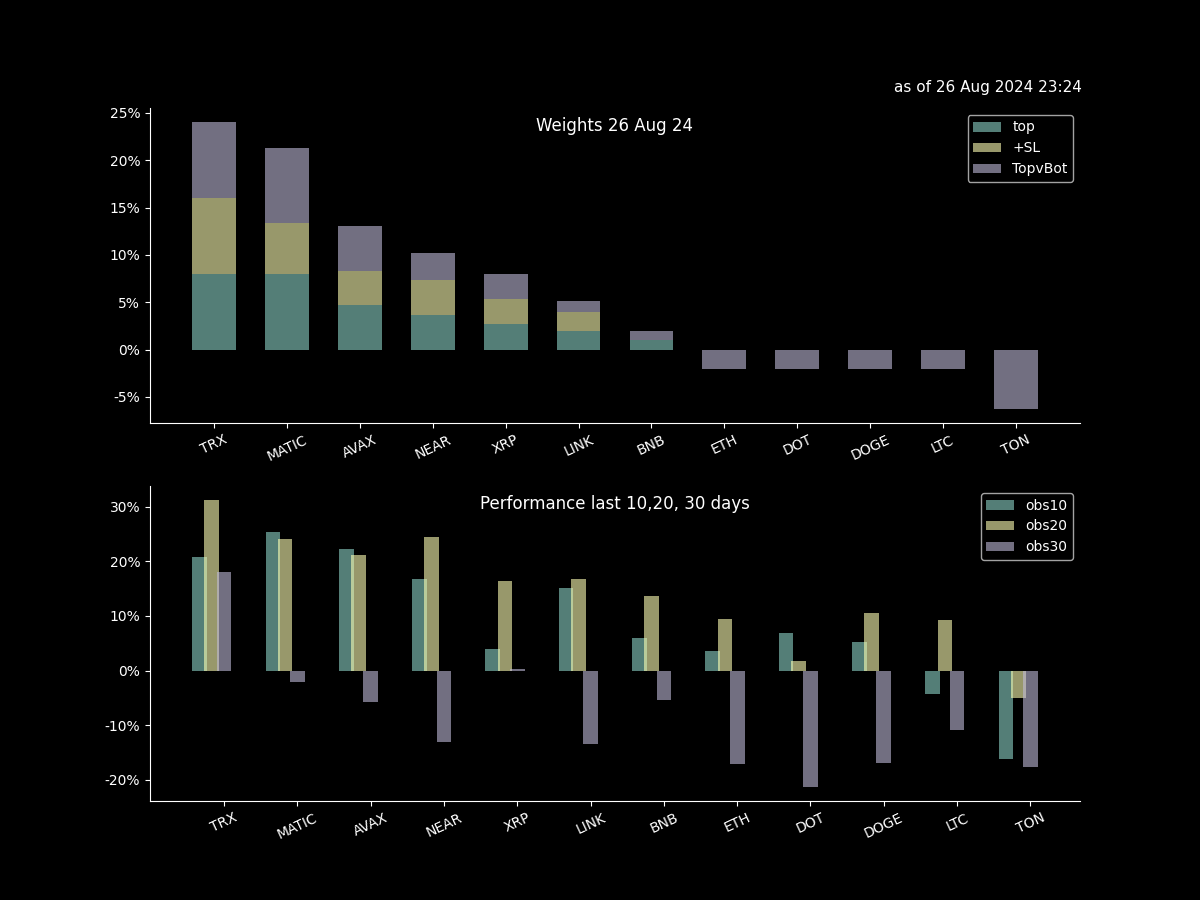 as of 26 Aug 2024 23:24
Weights 26 Aug 24
top
+SL
TopvBot
25%
20%
15%
10%
5%
0%
-5%
TRX MATIC AVAX NEAR XRP LINK BNB ETH DOT DOGE LTC TON
Performance last 10,20, 30 days
obs10
obs20
obs30
30%
20%
10%
0%
-10%
-20%
TRX MATIC AVAX NEAR XRP LINK BNB ETH DOT DOGE LTC TON